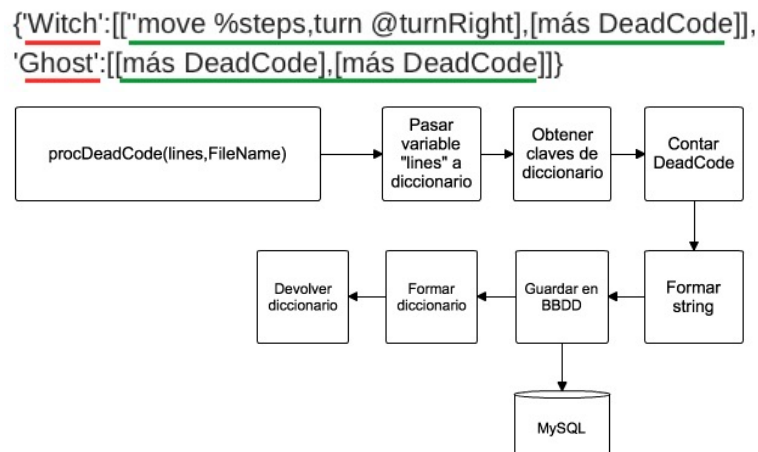 {'Witch':[["move %steps,turn @turnRight],[más DeadCode]],
'Ghost':[[más DeadCode],[más DeadCode]]}
procDeadCode(lines,FileName)
Pasar
variable
"lines" a
diccionario
Obtener
claves de
diccionario
Contar
DeadCode
Devolver
diccionario
Formar
diccionario
Guardar en
BBDD
Formar
string
MySQL